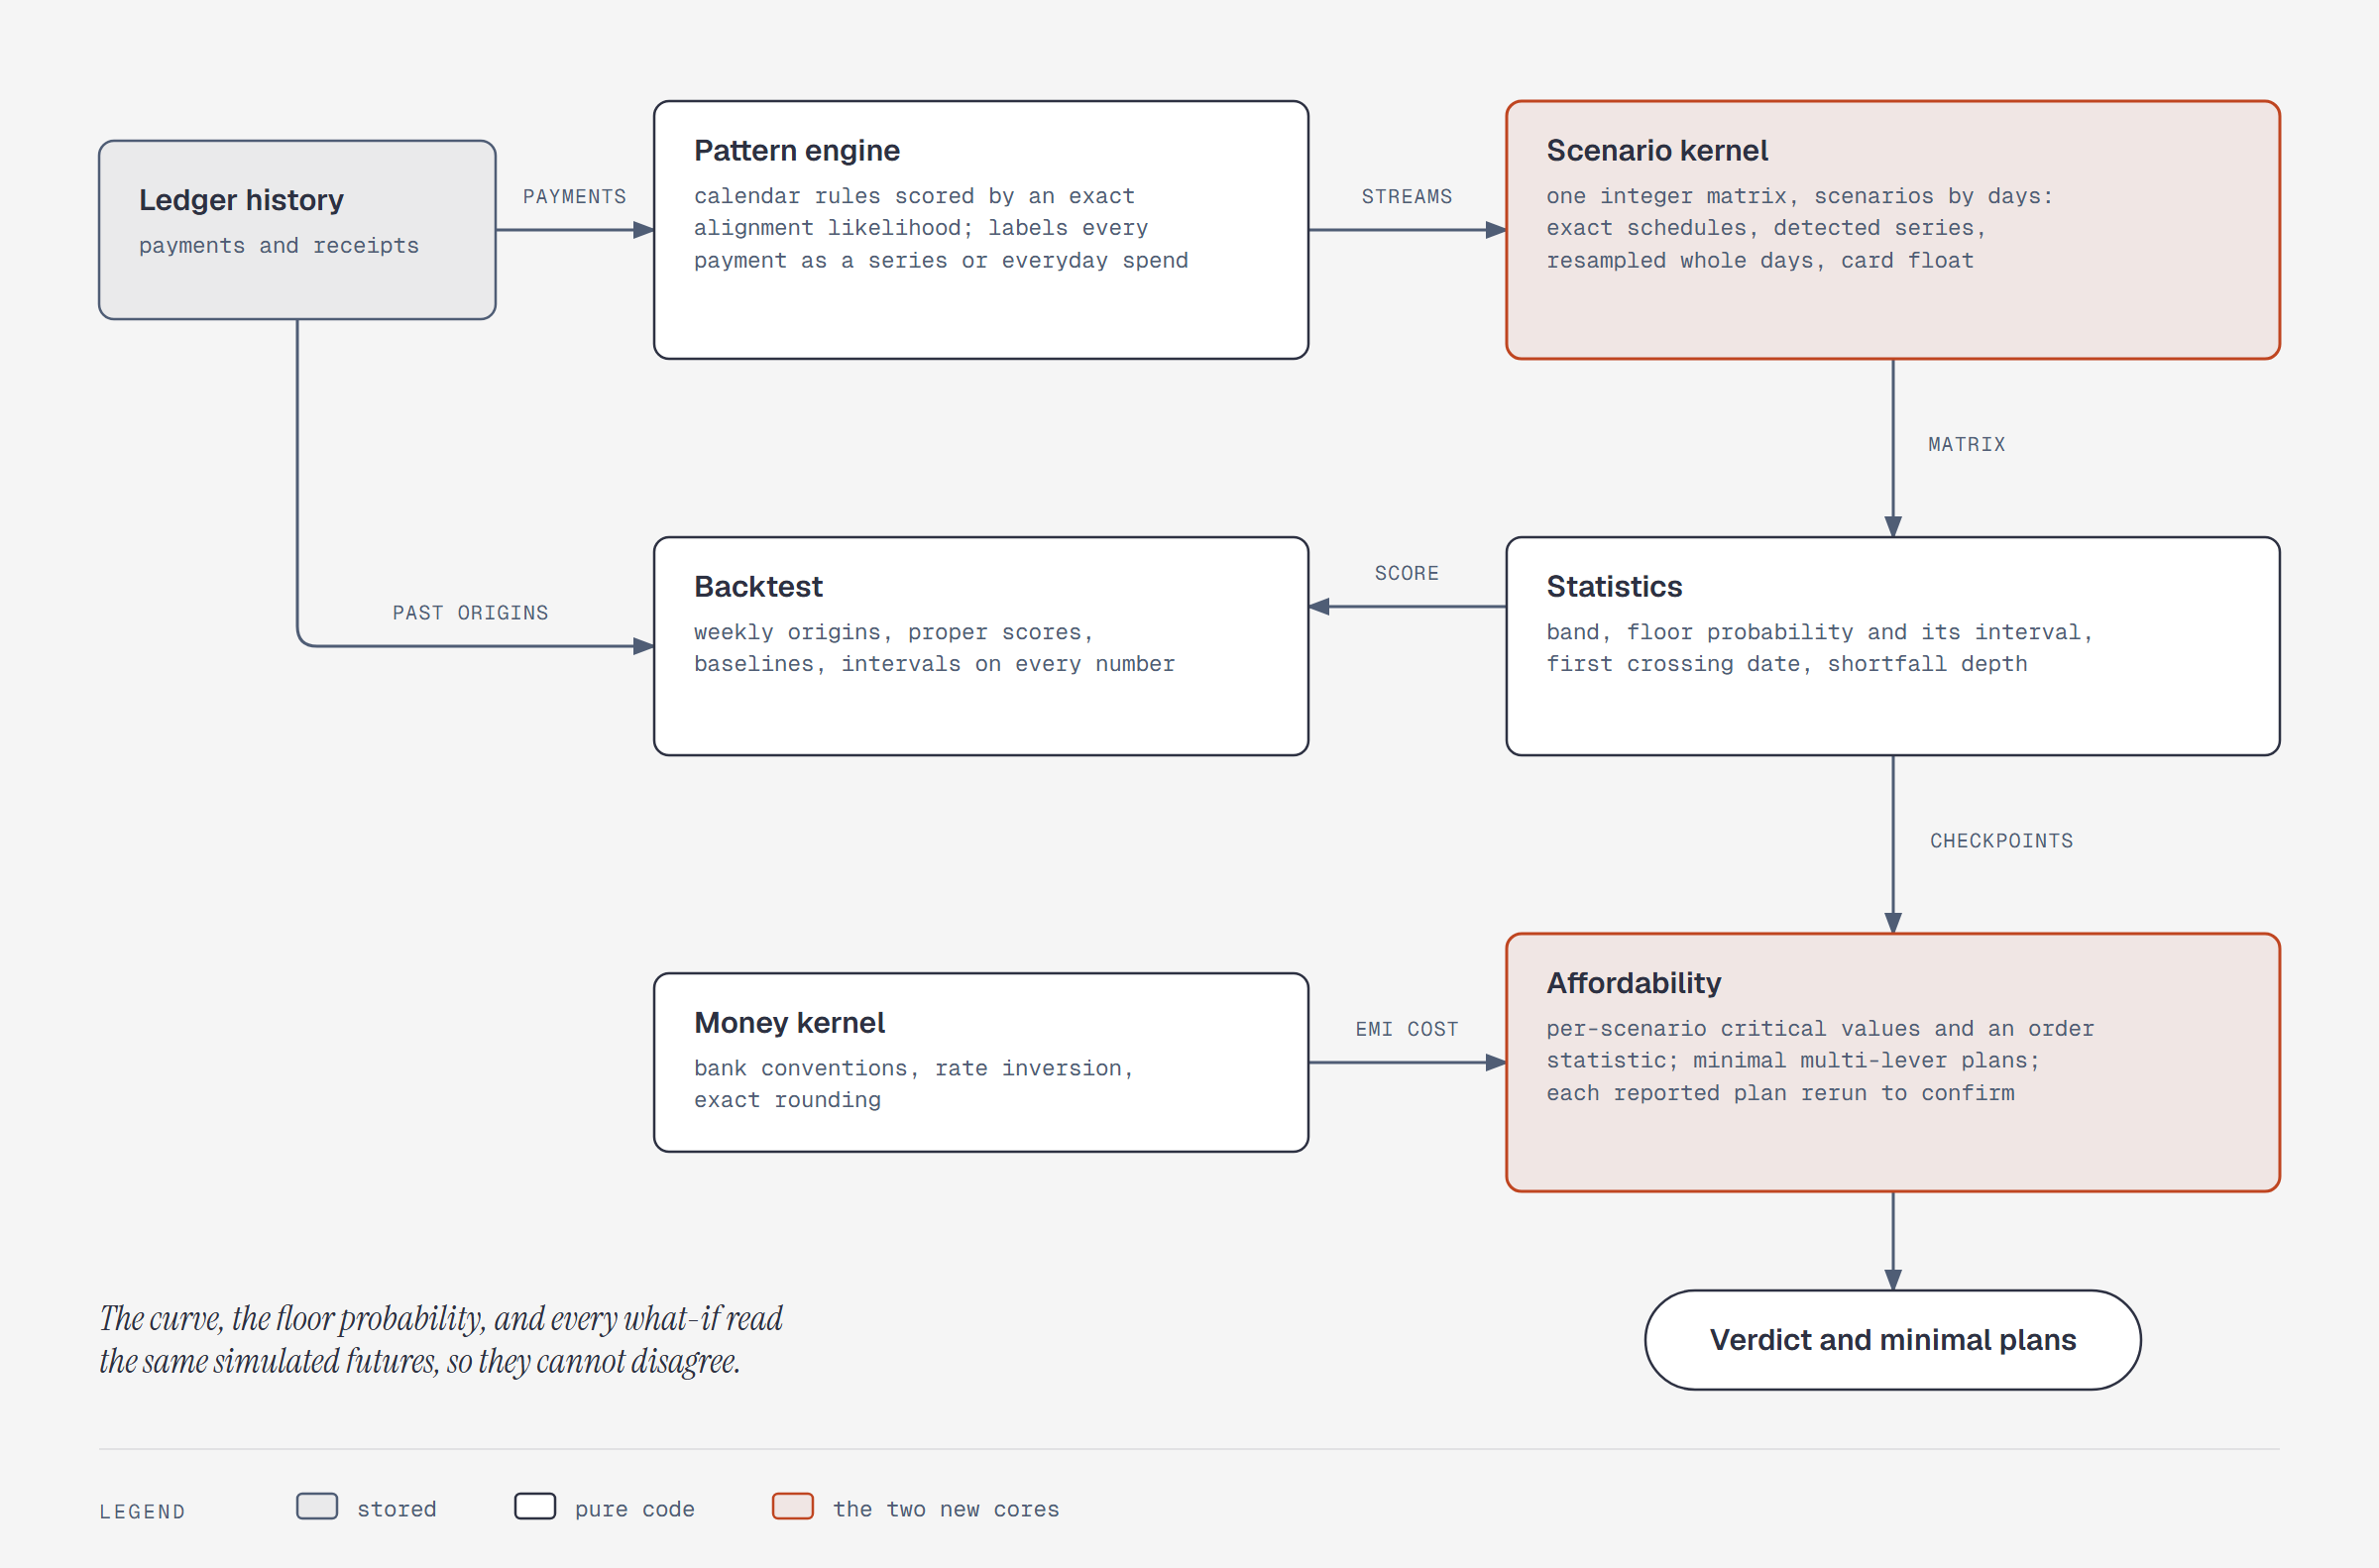 Ledger history
payments and receipts
PAYMENTS
Pattern engine
calendar rules scored by an exact
alignment likelihood; labels every
payment as a series or everyday spend
STREAMS
Scenario kernel
one integer matrix, scenarios by days:
exact schedules, detected series,
resampled whole days, card float
MATRIX
PAST ORIGINS
Backtest
weekly origins, proper scores,
baselines, intervals on every number
SCORE
Statistics
band, floor probability and its interval,
first crossing date, shortfall depth
CHECKPOINTS
Money kernel
bank conventions, rate inversion,
exact rounding
EMI COST
Affordability
per-scenario critical values and an order
statistic; minimal multi-lever plans;
each reported plan rerun to confirm
The curve, the floor probability, and every what-if read
the same simulated futures, so they cannot disagree.
Verdict and minimal plans
LEGEND
stored
pure code
the two new cores